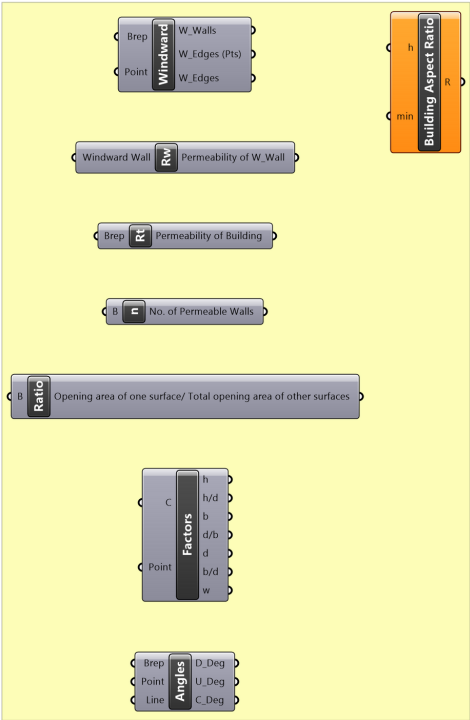 Brep
Point
Windward
W_Walls
W_Edges (Pts)
W_Edges
h
min
Building Aspect Ratio
R
Windward Wall
Rw
Permeability of W_Wall
Brep
Rt
Permeability of Building
B
n
No. of Permeable Walls
B
Ratio
Opening area of one surface/ Total opening area of other surfaces
C
Point
Factors
h
h/d
b
d/b
d
b/d
w
Brep
Point
Line
Angles
D_Deg
U_Deg
C_Deg